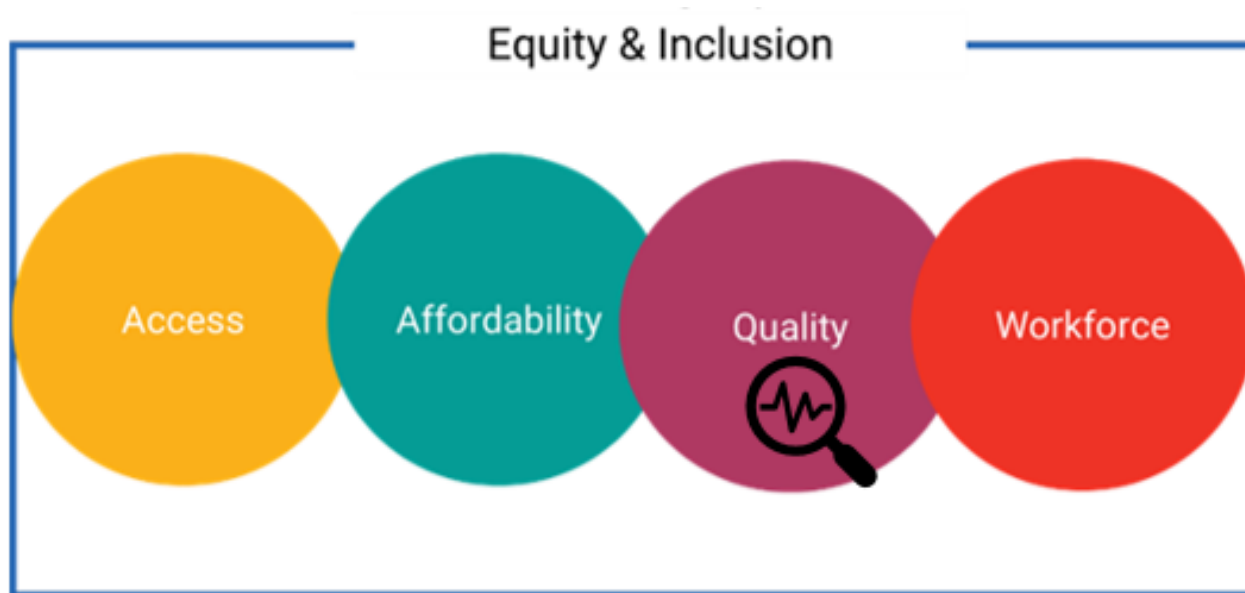 Equity & Inclusion
Access
Affordability
Quality
Workforce